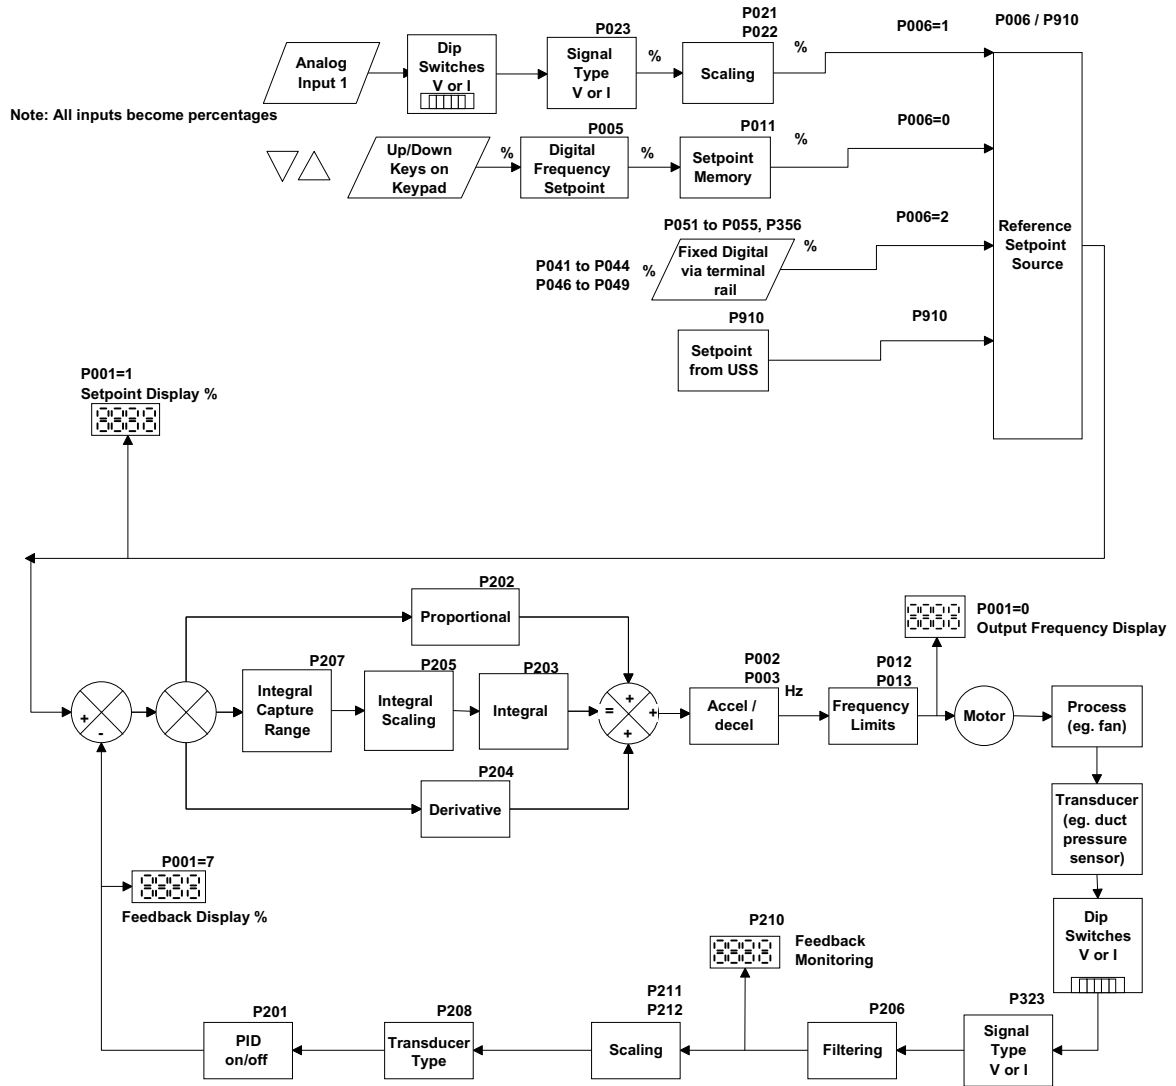 P021
P022
P006=1
P006 / P910
P023
Analog
Input 1
Dip
Switches
V or I
Signal
Type
V or I
%
Scaling
%
Note: All inputs become percentages
P005
P011
P006=0
Up/Down
Keys on
Keypad
%
Digital
Frequency
Setpoint
%
Setpoint
Memory
%
P051 to P055, P356
P006=2
P041 to P044
P046 to P049
%
Fixed Digital
via terminal
rail
%
Reference
Setpoint
Source
P910
Setpoint
from USS
P910
P001=1
Setpoint Display %
8888
P202
Proportional
8888
P001=0
Output Frequency Display
P207
Integral
Capture
Range
P205
Integral
Scaling
P203
Integral
P002
P003
Hz
P012
P013
+
-
+
=
+
+
Accel /
decel
Frequency
Limits
Motor
Process
(eg. fan)
P204
Derivative
Transducer
(eg. duct
pressure
sensor)
P001=7
8888
Feedback Display %
P210
8888
Feedback
Monitoring
Dip
Switches
V or I
P201
PID
on/off
P208
Transducer
Type
P211
P212
Scaling
P206
Filtering
P323
Signal
Type
V or I